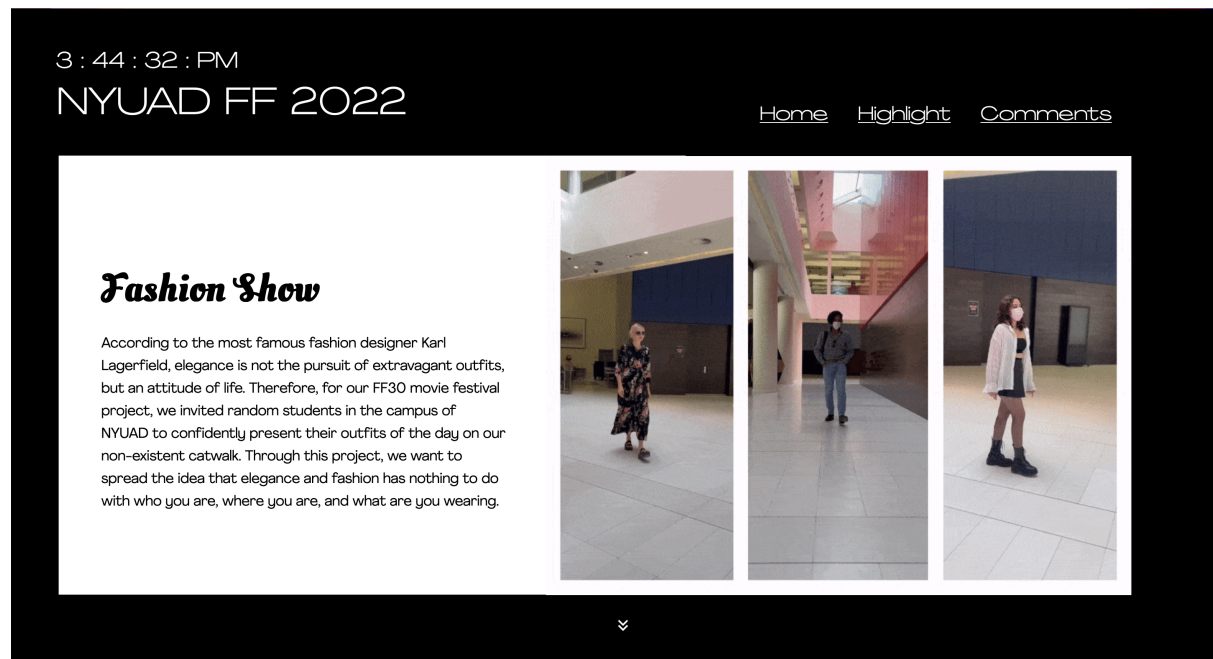 3 : 44 : 32 : PM
NYUAD FF 2022
Home Highlight Comments
Fashion Show
According to the most famous fashion designer Karl
Lagerfield, elegance is not the pursuit of extravagant outfits,
but an attitude of life. Therefore, for our FF30 movie festival
project, we invited random students in the campus of
NYUAD to confidently present their outfits of the day on our
non-existent catwalk. Through this project, we want to
spread the idea that elegance and fashion has nothing to do
with who you are, where you are, and what are you wearing.